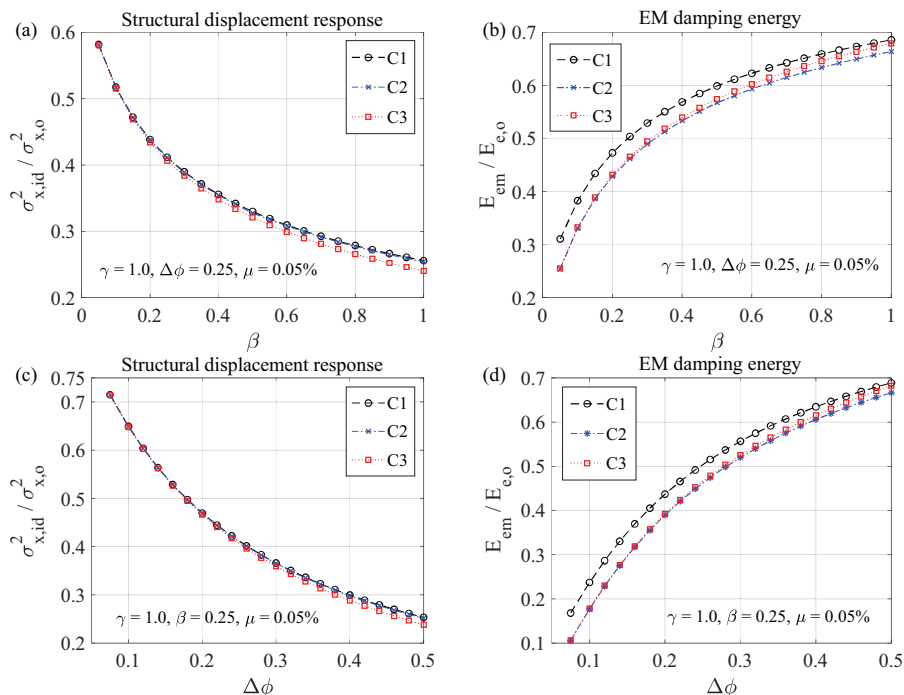 (a) Structural displacement response
σ²x,id / σ²x,o
0.6
0.5
0.4
0.3
0.2
C1
C2
C3
γ = 1.0, Δϕ = 0.25, μ = 0.05%
0 0.2 0.4 0.6 0.8 1
β
(b) EM damping energy
Eem / Ee,o
0.7
0.6
0.5
0.4
0.3
0.2
C1
C2
C3
γ = 1.0, Δϕ = 0.25, μ = 0.05%
0 0.2 0.4 0.6 0.8 1
β
(c) Structural displacement response
σ²x,id / σ²x,o
0.75
0.7
0.6
0.5
0.4
0.3
0.2
C1
C2
C3
γ = 1.0, β = 0.25, μ = 0.05%
0.1 0.2 0.3 0.4 0.5
Δϕ
(d) EM damping energy
Eem / Ee,o
0.7
0.6
0.5
0.4
0.3
0.2
0.1
C1
C2
C3
γ = 1.0, β = 0.25, μ = 0.05%
0.1 0.2 0.3 0.4 0.5
Δϕ